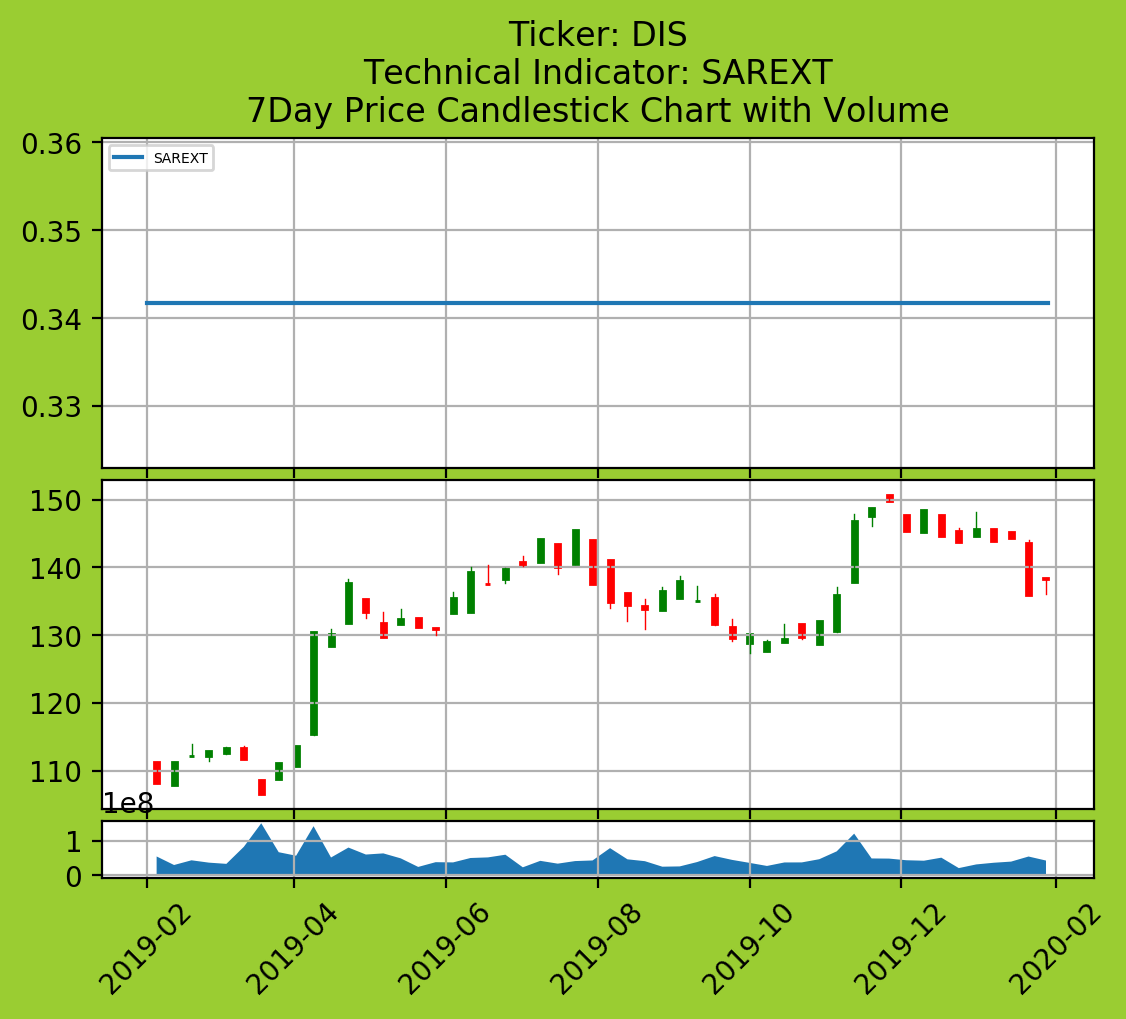 Ticker: DIS
Technical Indicator: SAREXT
7Day Price Candlestick Chart with Volume
0.36
SAREXT
0.35
0.34
0.33
150
140
130
120
110
1e8
1
0
2019-02 2019-04 2019-06 2019-08 2019-10 2019-12 2020-02